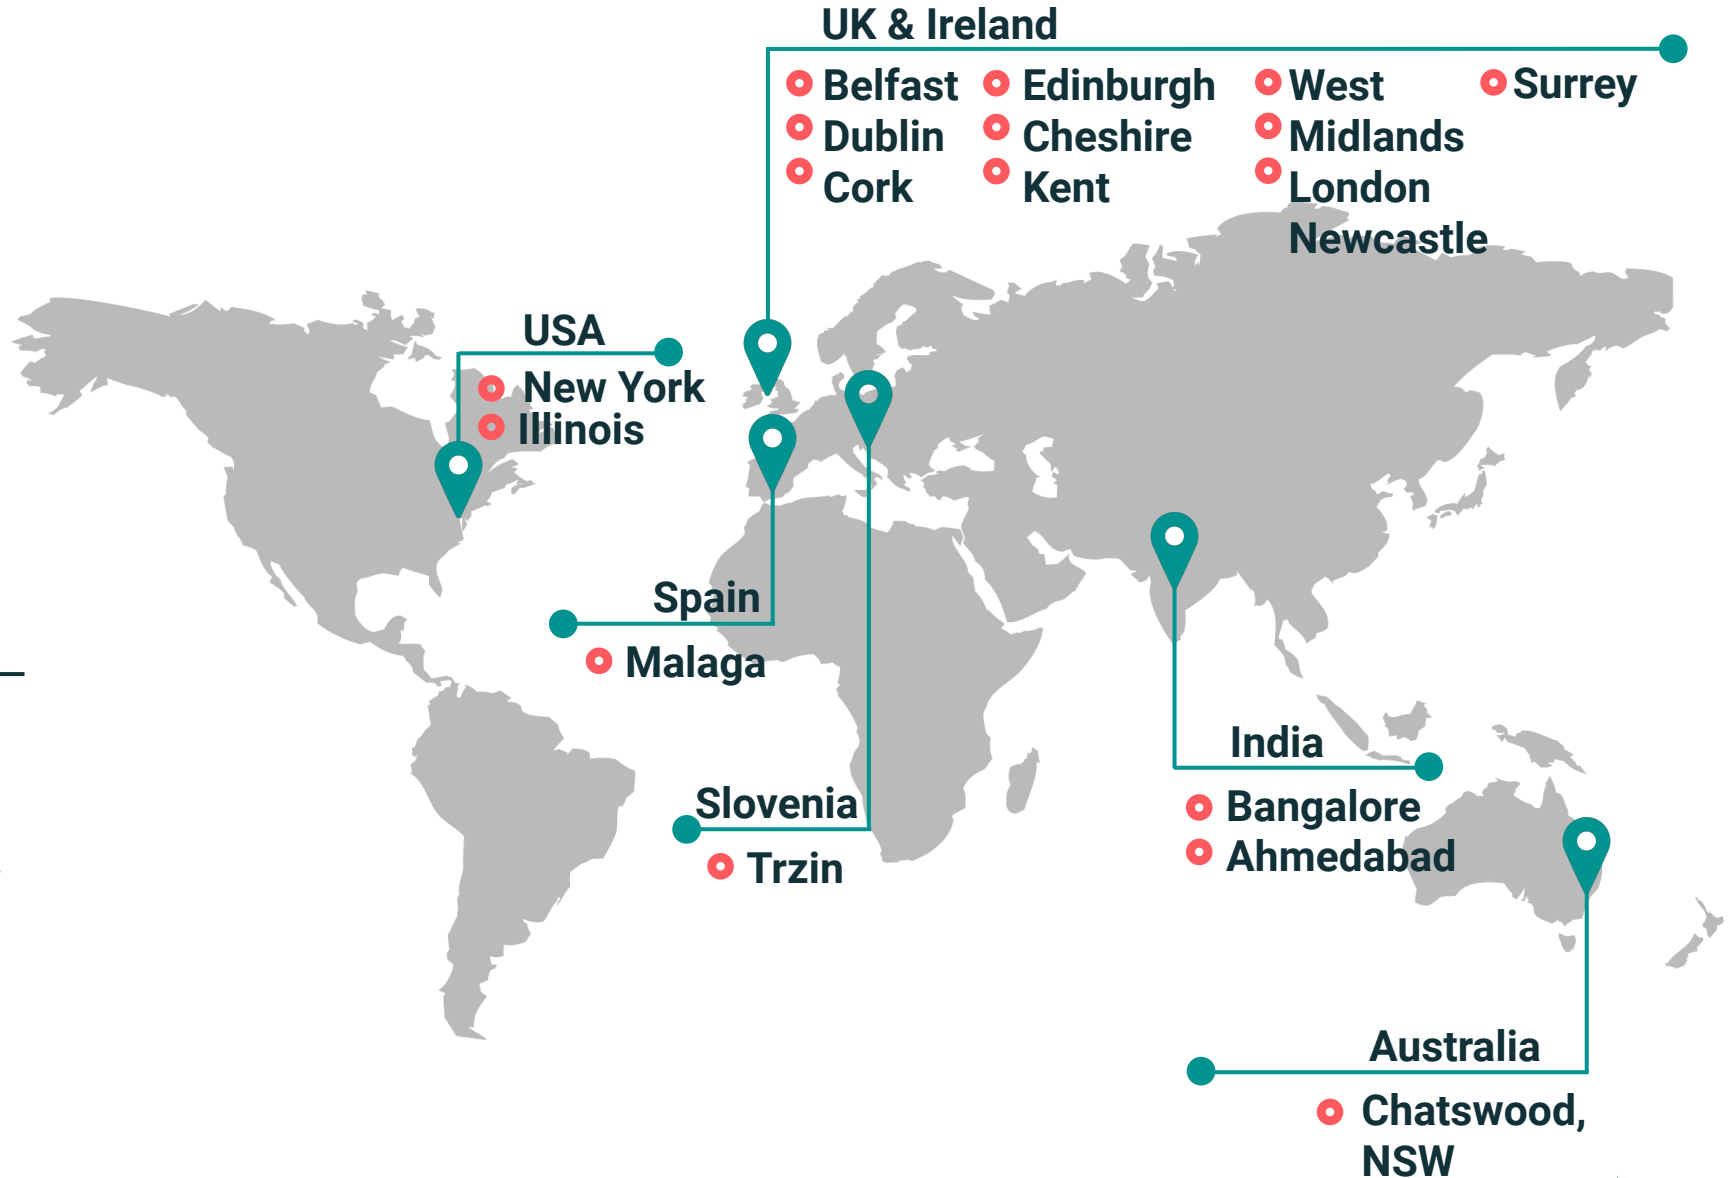 UK & Ireland
Belfast
Dublin
Cork
Edinburgh
Cheshire
Kent
West
Midlands
London
Newcastle
Surrey
USA
New York
Illinois
Spain
Malaga
Slovenia
Trzin
India
Bangalore
Ahmedabad
Australia
Chatswood,
NSW